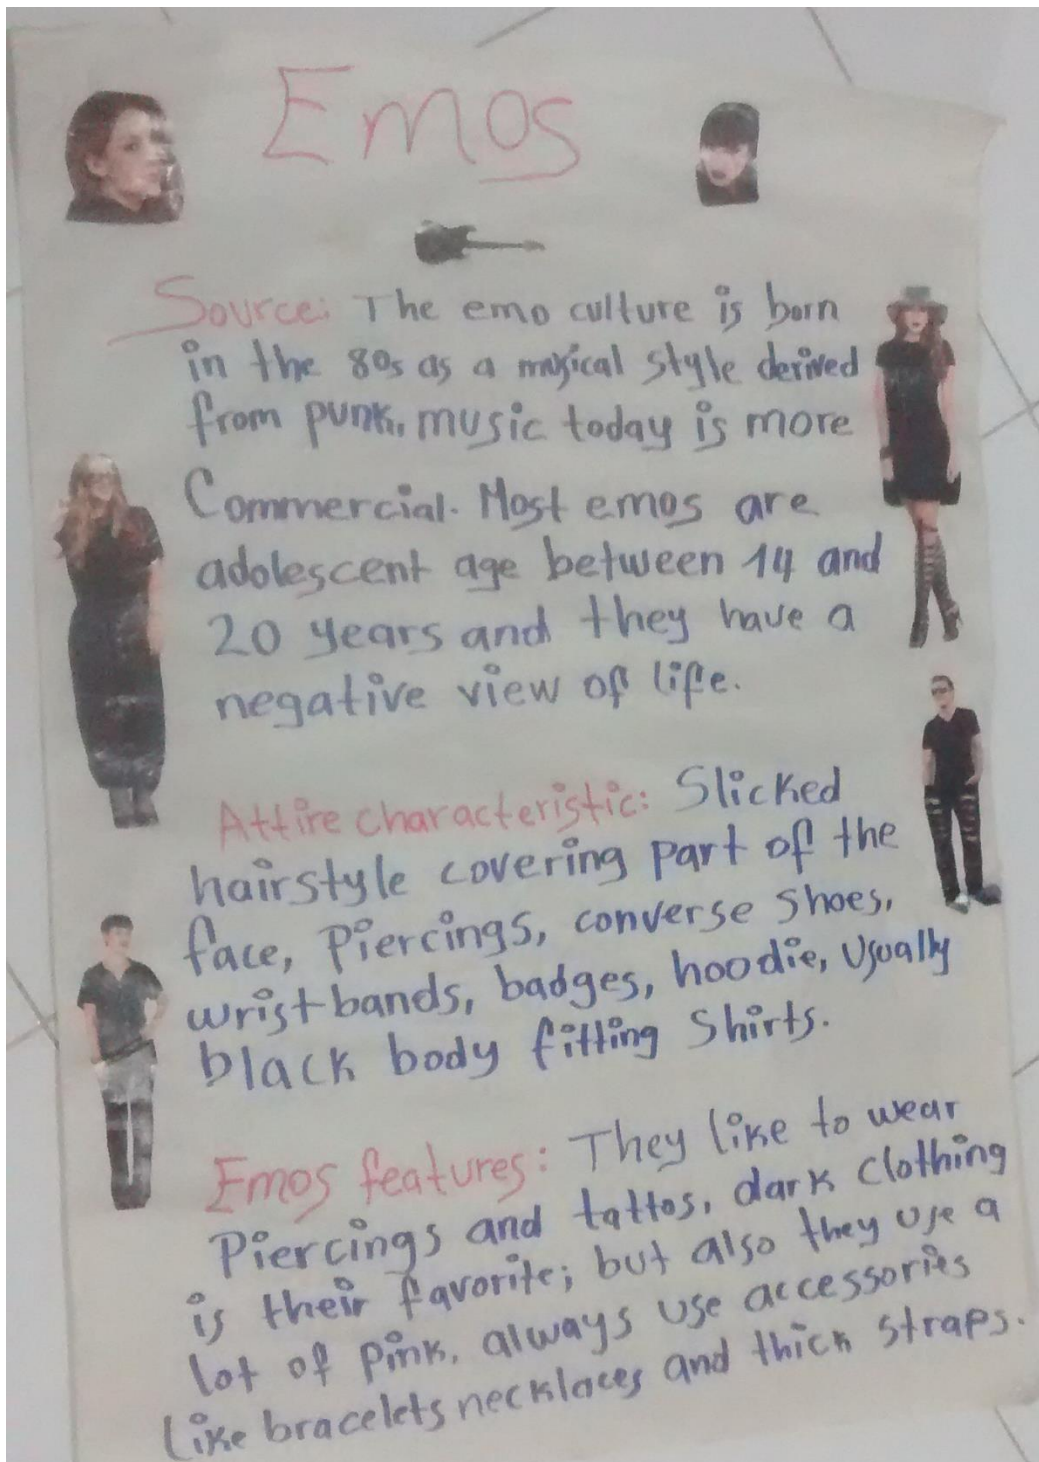 Emos
Source: The emo culture is born
in the 80s as a musical style derived
from punk, music today is more
Commercial. Most emos are
adolescent age between 14 and
20 years and they have a
negative view of life.
Attire characteristic: Slicked
hairstyle covering part of the
face, Piercings, converse shoes,
wristbands, badges, hoodie, Usually
black body fitting Shirts.
Emos features: They like to wear
Piercings and tattos, dark clothing
is their favorite; but also they use a
lot of pink, always use accessories
Like bracelets necklaces and thick straps.